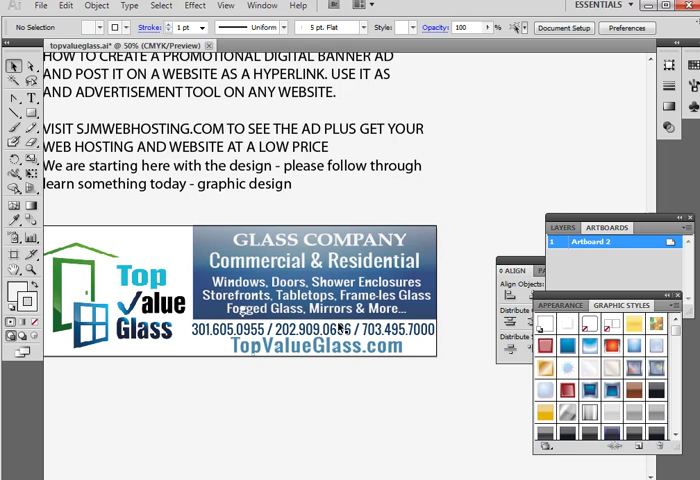 File Edit Object Type Select Effect View Window Help
ESSENTIALS
No Selection Stroke: 1 pt Uniform 5 pt. Flat Style: Opacity: 100 % Document Setup Preferences
topvalueglass.ai* @ 50% (CMYK/Preview)
HOW TO CREATE A PROMOTIONAL DIGITAL BANNER AD
AND POST IT ON A WEBSITE AS A HYPERLINK. USE IT AS
AND ADVERTISEMENT TOOL ON ANY WEBSITE.
VISIT SJMWEBHOSTING.COM TO SEE THE AD PLUS GET YOUR
WEB HOSTING AND WEBSITE AT A LOW PRICE
We are starting here with the design - please follow through
learn something today - graphic design
Top
Value
Glass
GLASS COMPANY
Commercial & Residential
Windows, Doors, Shower Enclosures
Storefronts, Tabletops, Frame-les Glass
Fogged Glass, Mirrors & More...
301.605.0955 / 202.909.0686 / 703.495.7000
TopValueGlass.com
LAYERS ARTBOARDS
1 Artboard 2
ALIGN
Align Objects:
Distribute
Distribute
APPEARANCE GRAPHIC STYLES